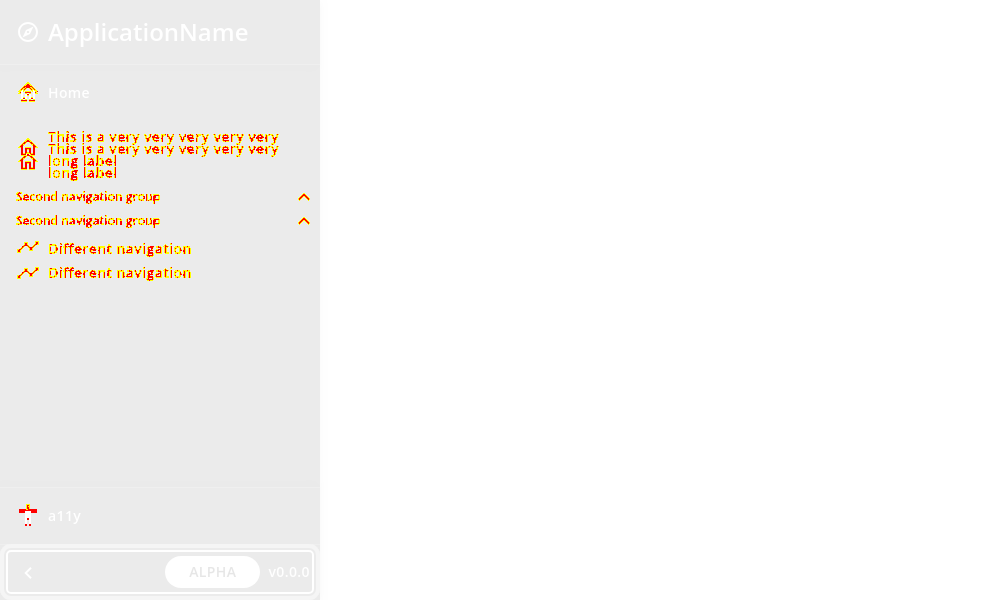 ApplicationName
Home
This is a very very very very very
This is a very very very very very
long label
long label
Second navigation group
Second navigation group
Different navigation
Different navigation
a11y
ALPHA v0.0.0